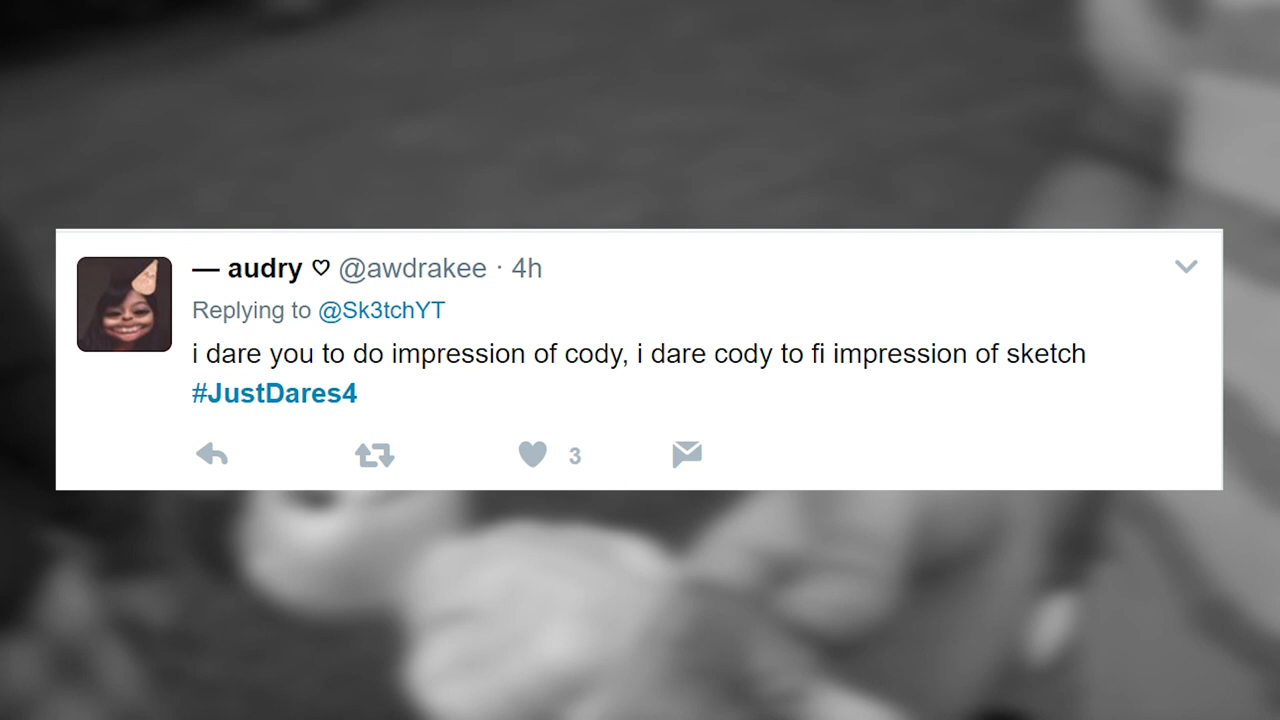 — audry ♡ @awdrakee · 4h
Replying to @Sk3tchYT
i dare you to do impression of cody, i dare cody to fi impression of sketch
#JustDares4
3